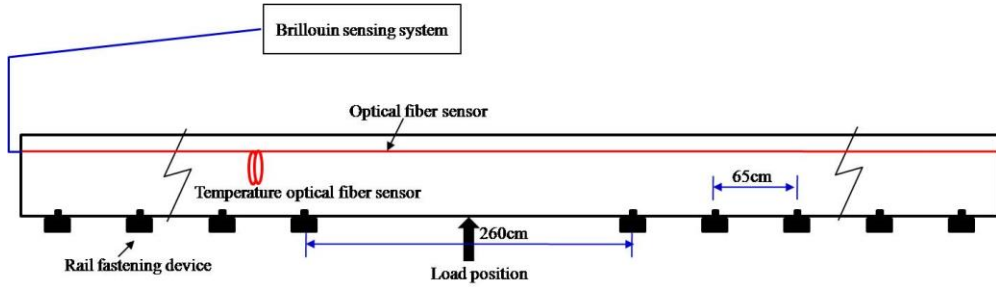 Brillouin sensing system
Optical fiber sensor
Temperature optical fiber sensor
65cm
260cm
Rail fastening device
Load position